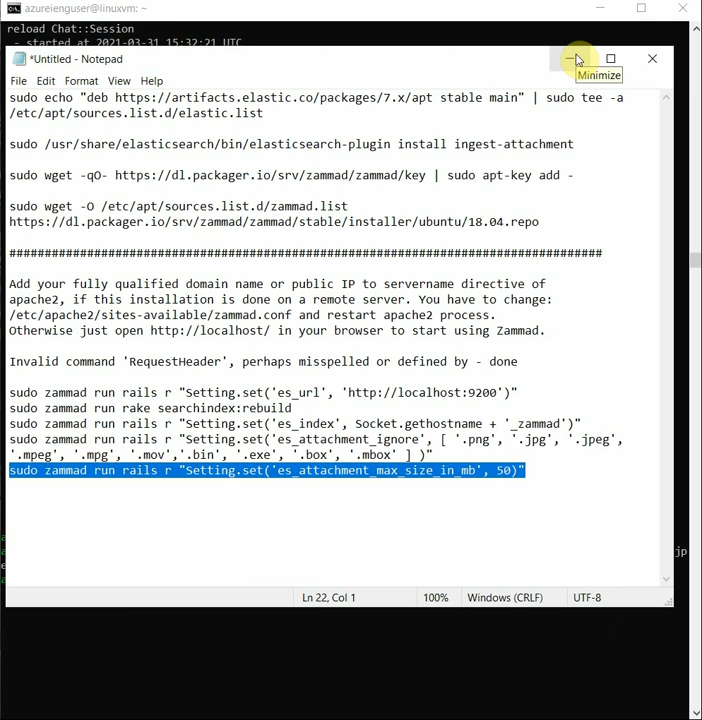 azureienguser@linuxvm: ~
reload Chat::Session
- started at 2021-03-31 15:32:21 UTC
*Untitled - Notepad
Minimize
File Edit Format View Help
sudo echo "deb https://artifacts.elastic.co/packages/7.x/apt stable main" | sudo tee -a
/etc/apt/sources.list.d/elastic.list
sudo /usr/share/elasticsearch/bin/elasticsearch-plugin install ingest-attachment
sudo wget -qO- https://dl.packager.io/srv/zammad/zammad/key | sudo apt-key add -
sudo wget -O /etc/apt/sources.list.d/zammad.list
https://dl.packager.io/srv/zammad/zammad/stable/installer/ubuntu/18.04.repo
####################################################################################
Add your fully qualified domain name or public IP to servername directive of
apache2, if this installation is done on a remote server. You have to change:
/etc/apache2/sites-available/zammad.conf and restart apache2 process.
Otherwise just open http://localhost/ in your browser to start using Zammad.
Invalid command 'RequestHeader', perhaps misspelled or defined by - done
sudo zammad run rails r "Setting.set('es_url', 'http://localhost:9200')"
sudo zammad run rake searchindex:rebuild
sudo zammad run rails r "Setting.set('es_index', Socket.gethostname + '_zammad')"
sudo zammad run rails r "Setting.set('es_attachment_ignore', [ '.png', '.jpg', '.jpeg',
'.mpeg', '.mpg', '.mov','.bin', '.exe', '.box', '.mbox' ] )"
sudo zammad run rails r "Setting.set('es_attachment_max_size_in_mb', 50)"
jp
Ln 22, Col 1 100% Windows (CRLF) UTF-8